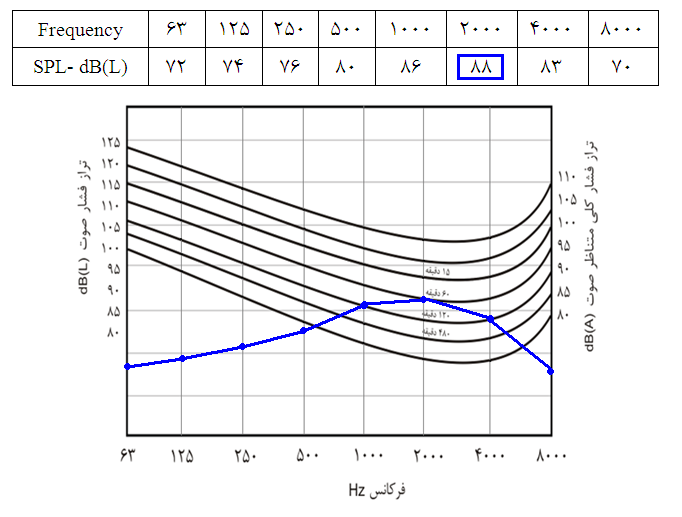 Frequency ۶۳ ۱۲۵ ۲۵۰ ۵۰۰ ۱۰۰۰ ۲۰۰۰ ۴۰۰۰ ۸۰۰۰
SPL- dB(L) ۷۲ ۷۴ ۷۶ ۸۰ ۸۶ ۸۸ ۸۳ ۷۰
تراز فشار صوت dB(L)
۱۲۵
۱۲۰
۱۱۵
۱۱۰
۱۰۵
۱۰۰
۹۵
۹۰
۸۵
۸۰
۱۵ دقیقه
۶۰ دقیقه
۱۲۰ دقیقه
۴۸۰ دقیقه
۱۱۰
۱۰۵
۱۰۰
۹۵
۹۰
۸۵
۸۰
تراز فشار کلی متناظر صوت dB(A)
۶۳ ۱۲۵ ۲۵۰ ۵۰۰ ۱۰۰۰ ۲۰۰۰ ۴۰۰۰ ۸۰۰۰
فرکانس Hz